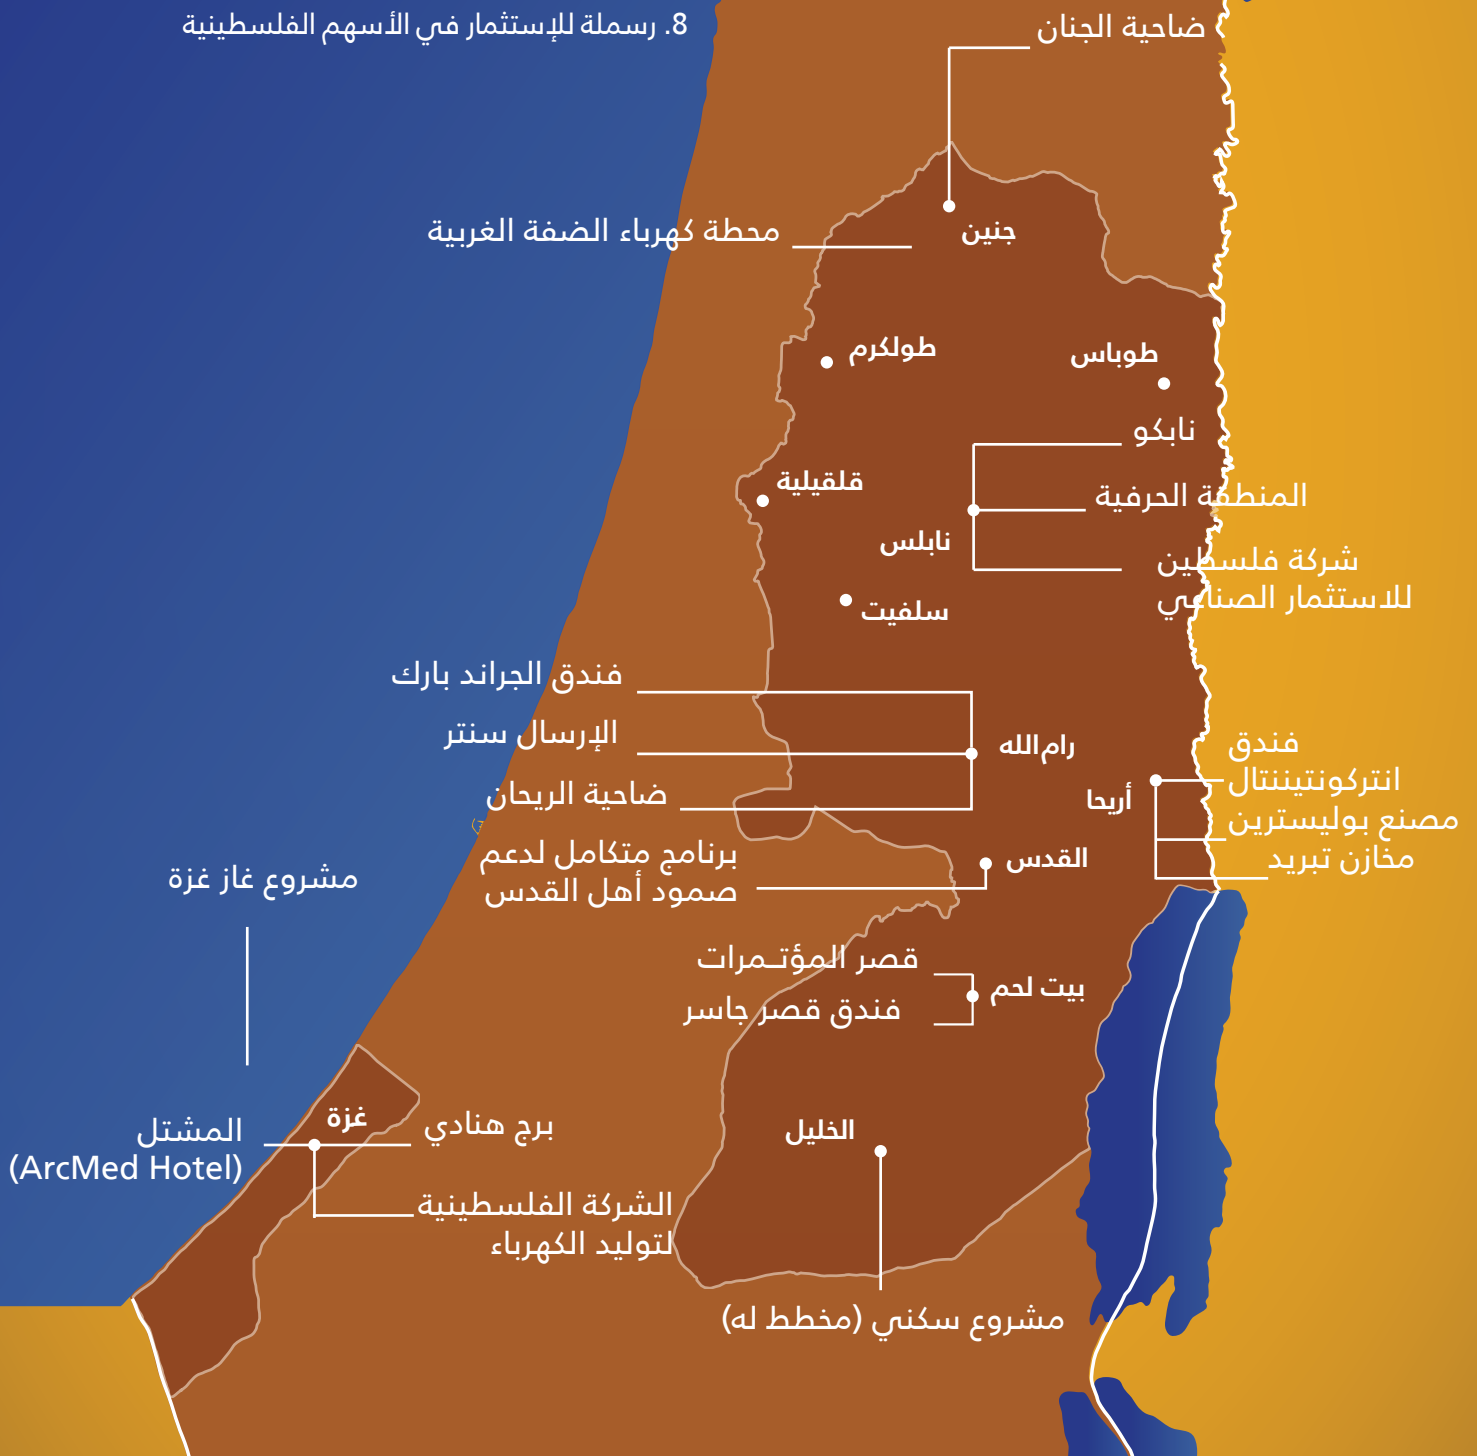 8. رسملة للإستثمار في الأسهم الفلسطينية
ضاحية الجنان
جنين
محطة كهرباء الضفة الغربية
طولكرم
طوباس
نابكو
قلقيلية
المنطقة الحرفية
نابلس
شركة فلسطين
للاستثمار الصناعي
سلفيت
فندق الجراند بارك
الإرسال سنتر
رام الله
ضاحية الريحان
فندق
انتركونتيننتال
أريحا
مصنع بوليسترين
مخازن تبريد
القدس
برنامج متكامل لدعم
صمود أهل القدس
مشروع غاز غزة
قصر المؤتـمرات
بيت لحم
فندق قصر جاسر
غزة
برج هنادي
المشتل
(ArcMed Hotel)
الخليل
الشركة الفلسطينية
لتوليد الكهرباء
مشروع سكني (مخطط له)